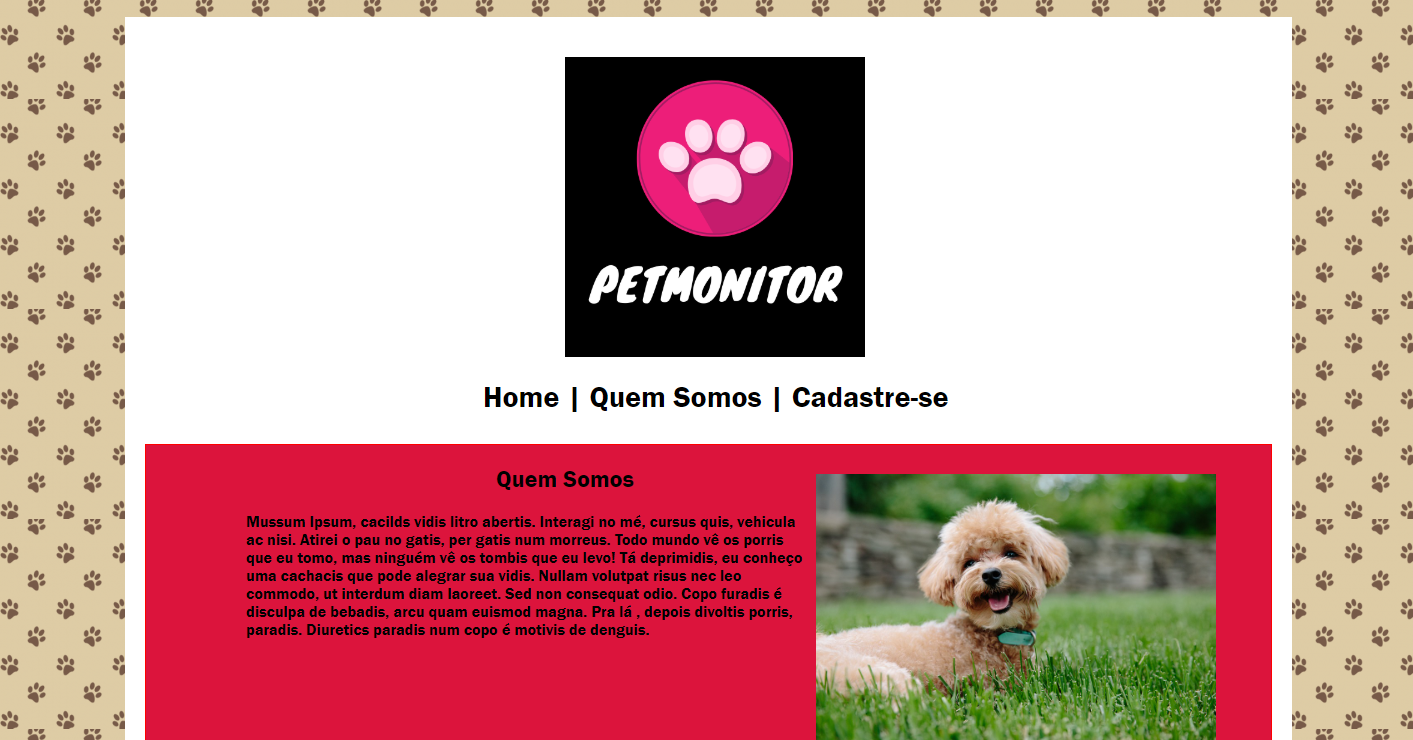 PETMONITOR
Home | Quem Somos | Cadastre-se
Quem Somos
Mussum Ipsum, cacilds vidis litro abertis. Interagi no mé, cursus quis, vehicula
ac nisi. Atirei o pau no gatis, per gatis num morreus. Todo mundo vê os porris
que eu tomo, mas ninguém vê os tombis que eu levo! Tá deprimidis, eu conheço
uma cachacis que pode alegrar sua vidis. Nullam volutpat risus nec leo
commodo, ut interdum diam laoreet. Sed non consequat odio. Copo furadis é
disculpa de bebadis, arcu quam euismod magna. Pra lá , depois divoltis porris,
paradis. Diuretics paradis num copo é motivis de denguis.